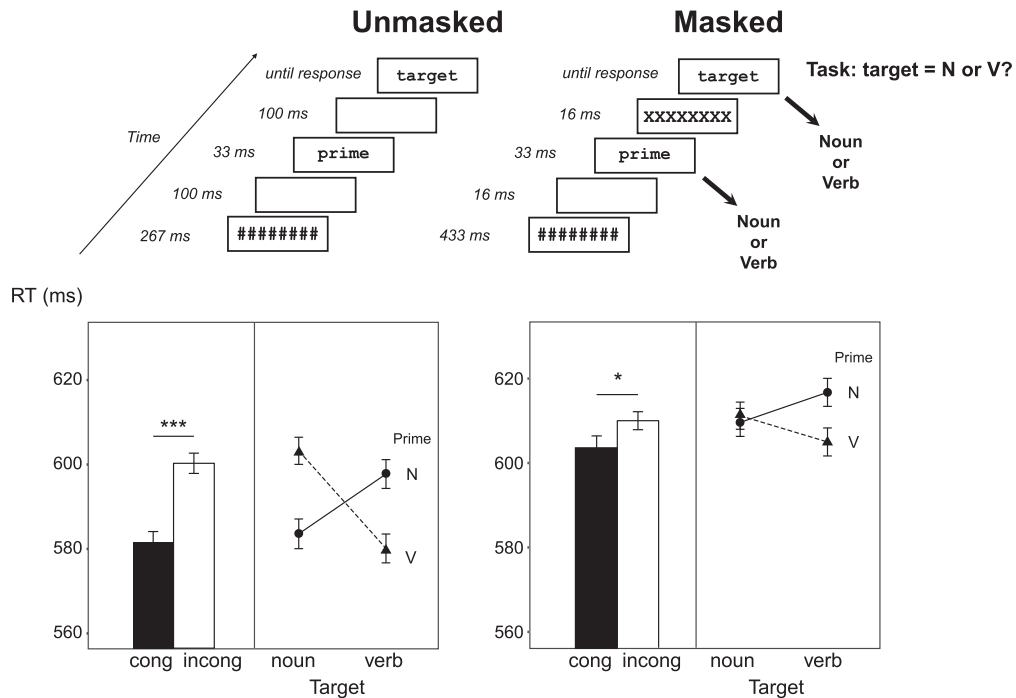 Unmasked
Masked
Task: target = N or V?
until response
target
100 ms
33 ms
prime
100 ms
267 ms
########
Time
until response
target
16 ms
XXXXXXXX
33 ms
prime
16 ms
433 ms
########
Noun
or
Verb
Noun
or
Verb
RT (ms)
620
600
580
560
***
Prime
N
V
cong incong
noun verb
Target
620
600
580
560
*
Prime
N
V
cong incong
noun verb
Target